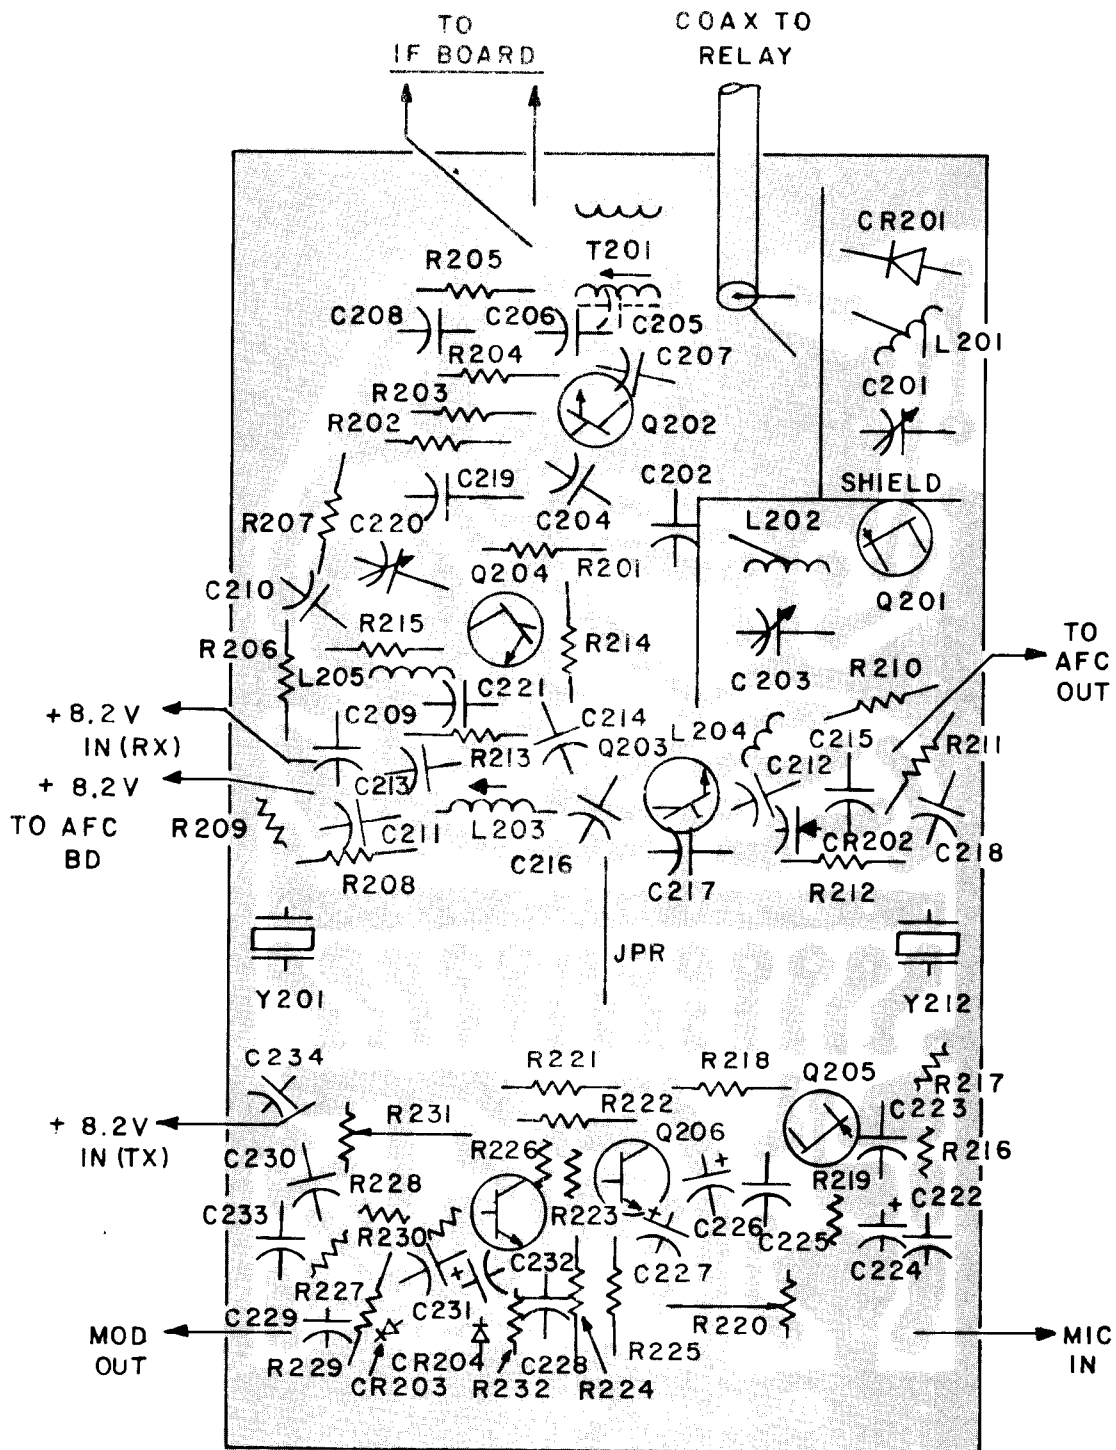 TO
IF BOARD
COAX TO
RELAY
CR201
T201
R205
C208
C206
C205
L201
R204
C207
C201
R203
R202
Q202
C219
C202
SHIELD
R207
C220
C204
L202
Q204
R201
C210
Q201
R215
R214
R206
L205
C203
R210
TO
AFC
OUT
C221
+8.2V
IN (RX)
C209
C214
L204
Q203
C215
R211
R213
C212
+ 8.2V
TO AFC
BD
C213
R209
C211
L203
CR202
C218
C216
R208
C217
R212
JPR
Y201
Y212
C234
R221
R218
Q205
R217
R222
C223
+ 8.2V
IN (TX)
R231
Q206
C230
R226
R216
R228
R219
C222
C233
R223
C226
R230
C232
C225
C224
R227
C227
C231
C229
R220
MOD
OUT
MIC
IN
R229
CR204
C228
R225
CR203
R232
R224